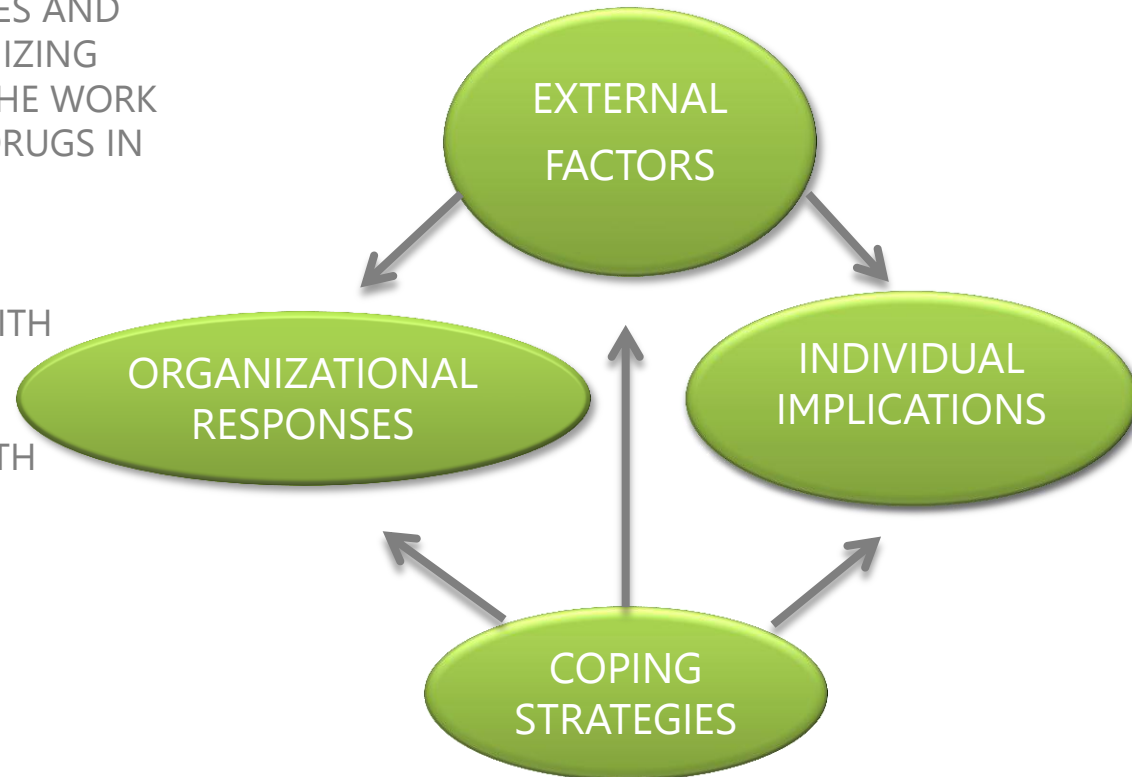 ES AND
IZING
HE WORK
RUGS IN
ITH
TH
EXTERNAL
FACTORS
ORGANIZATIONAL
RESPONSES
INDIVIDUAL
IMPLICATIONS
COPING
STRATEGIES